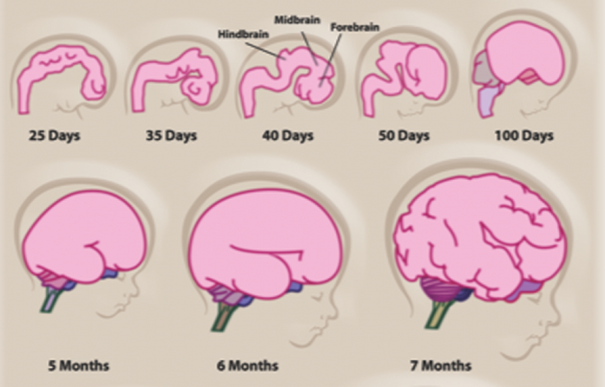 Hindbrain
Midbrain
Forebrain
25 Days
35 Days
40 Days
50 Days
100 Days
5 Months
6 Months
7 Months